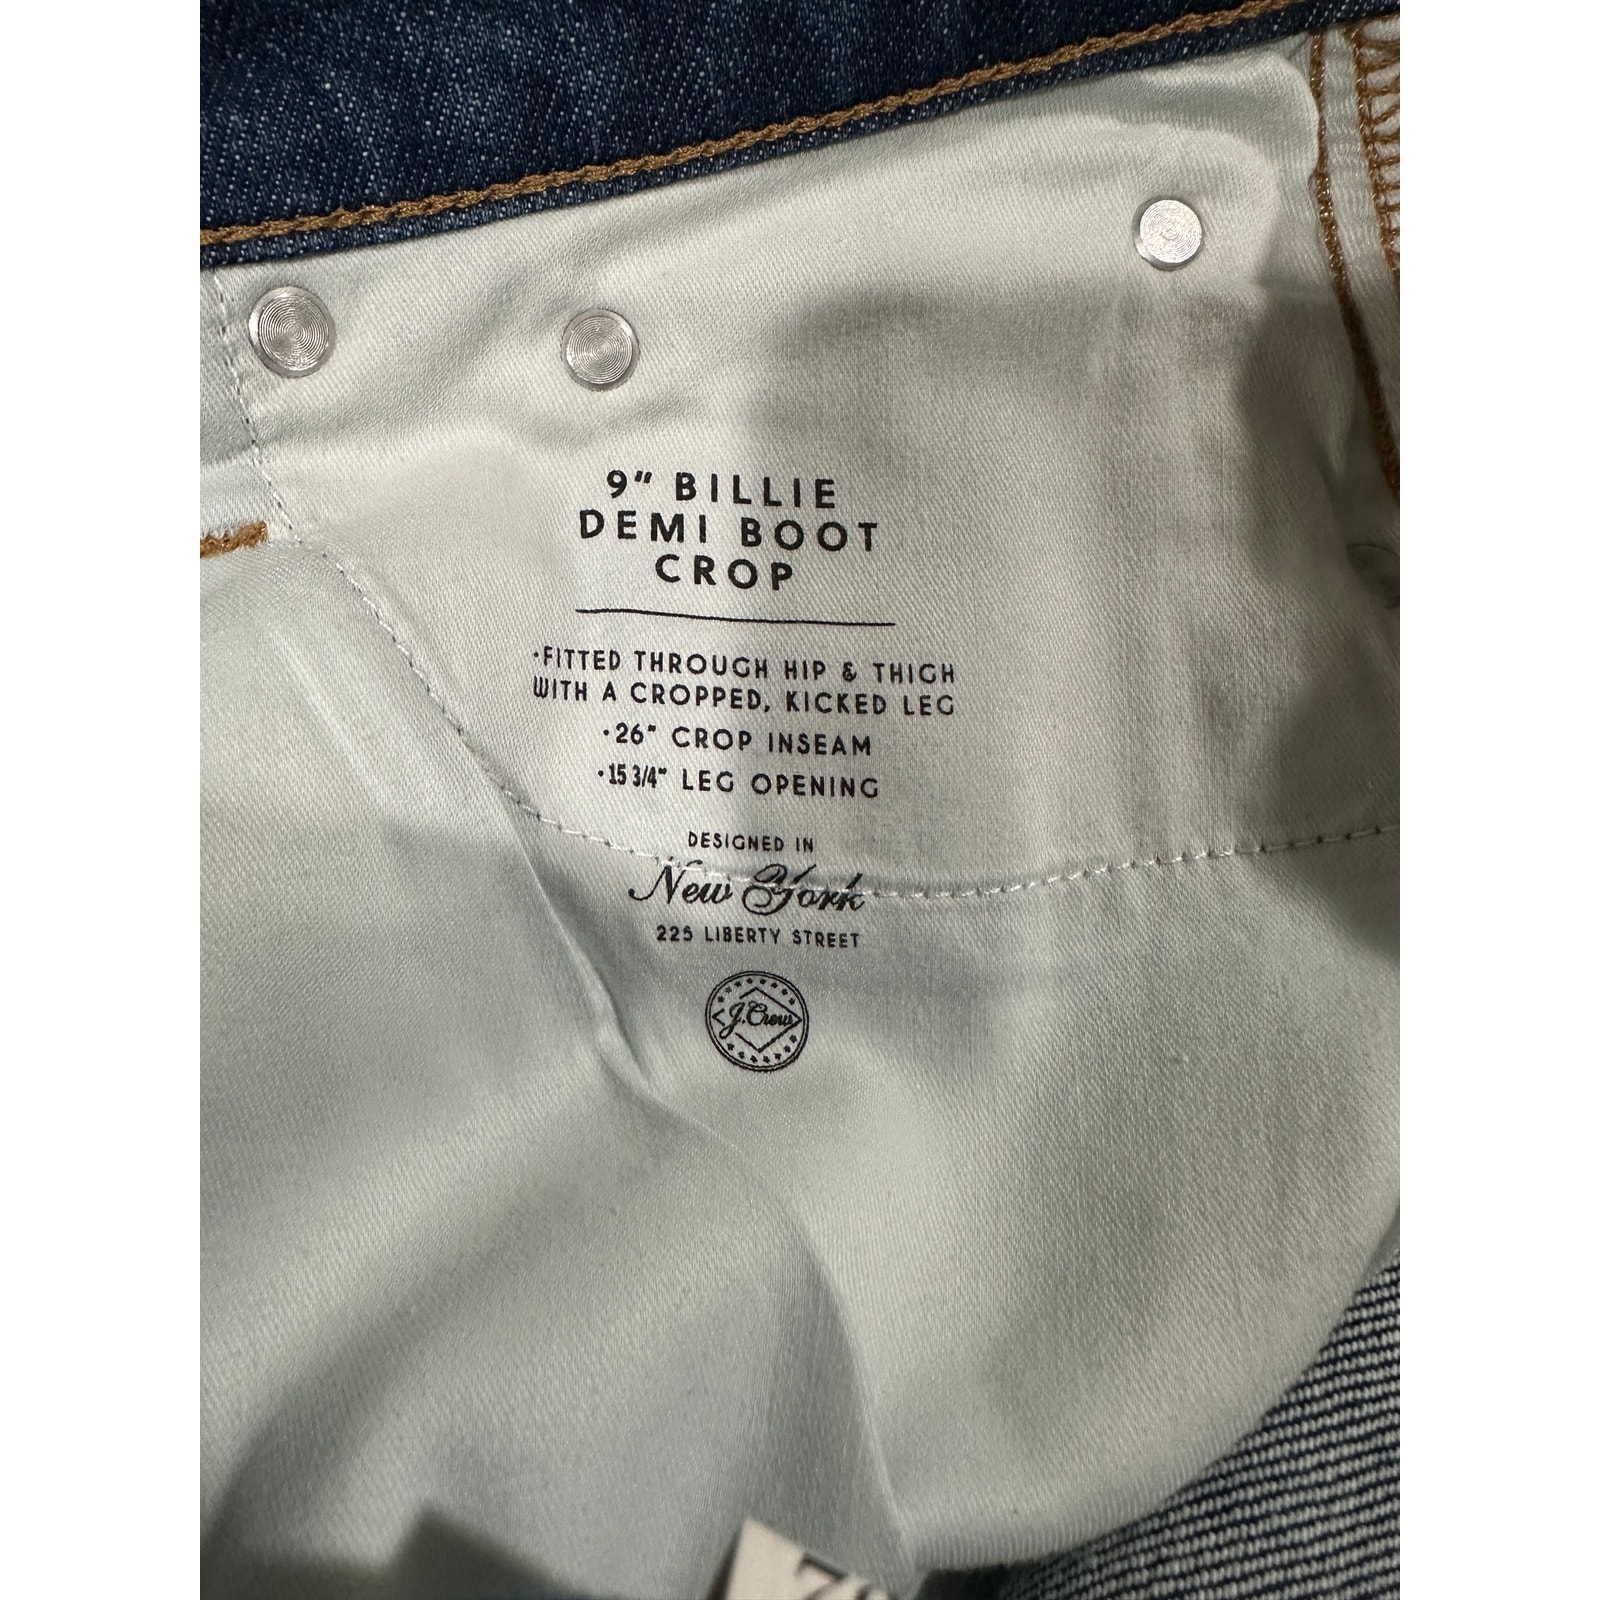 9" BILLIE
DEMI BOOT
CROP
•FITTED THROUGH HIP & THIGH
WITH A CROPPED, KICKED LEG
•26" CROP INSEAM
•15 3/4" LEG OPENING
DESIGNED IN
New York
225 LIBERTY STREET
J.Crew